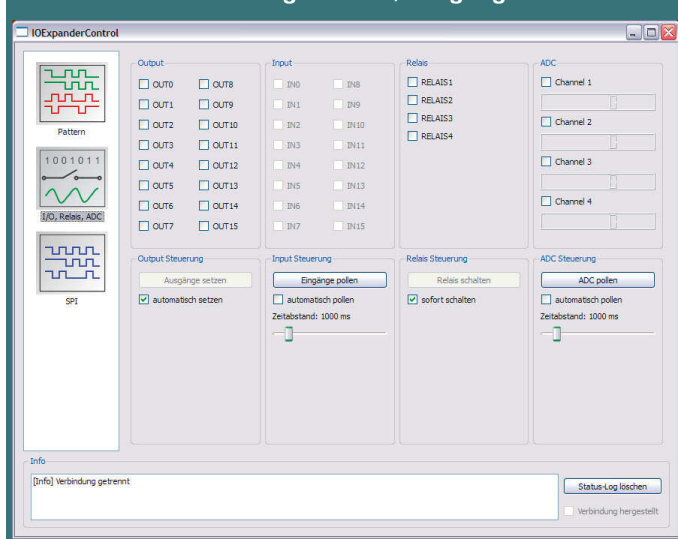 IOExpanderControl
Pattern
1001011
I/O, Relais, ADC
SPI
Output
OUT0 OUT8
OUT1 OUT9
OUT2 OUT10
OUT3 OUT11
OUT4 OUT12
OUT5 OUT13
OUT6 OUT14
OUT7 OUT15
Input
IN0 IN8
IN1 IN9
IN2 IN10
IN3 IN11
IN4 IN12
IN5 IN13
IN6 IN14
IN7 IN15
Relais
RELAIS1
RELAIS2
RELAIS3
RELAIS4
ADC
Channel 1
Channel 2
Channel 3
Channel 4
Output Steuerung
Ausgänge setzen
automatisch setzen
Input Steuerung
Eingänge pollen
automatisch pollen
Zeitabstand: 1000 ms
Relais Steuerung
Relais schalten
sofort schalten
ADC Steuerung
ADC pollen
automatisch pollen
Zeitabstand: 1000 ms
Info
[Info] Verbindung getrennt
Status-Log löschen
Verbindung hergestellt